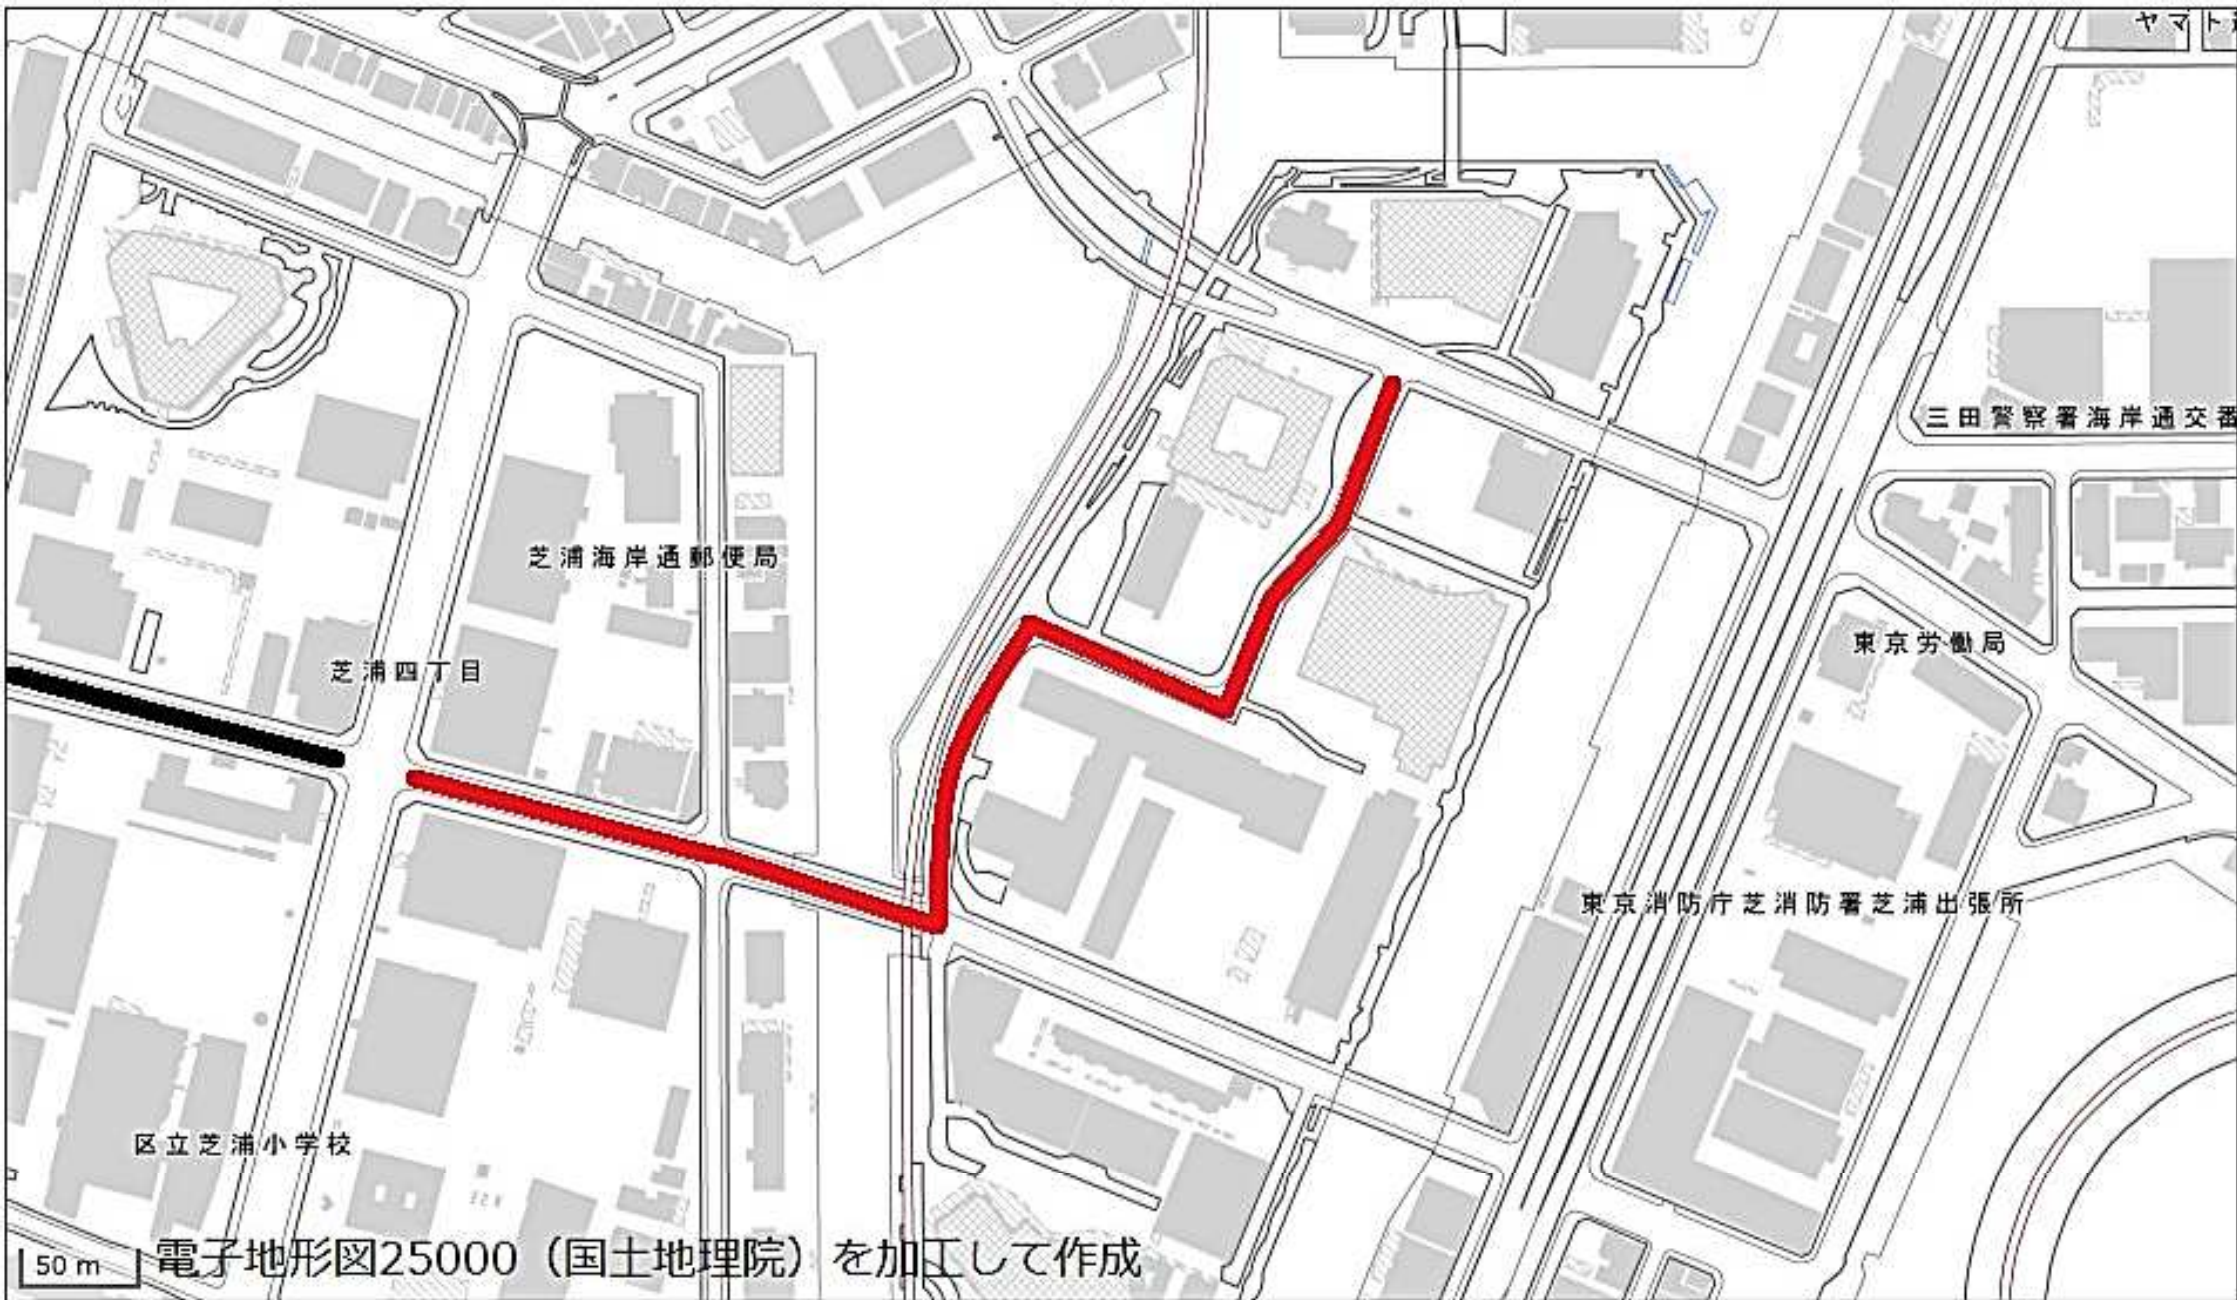 ヤマト
三田警察署海岸通交番
芝浦海岸通郵便局
東京労働局
芝浦四丁目
東京消防庁芝消防署芝浦出張所
区立芝浦小学校
50 m
電子地形図25000（国土地理院）を加工して作成